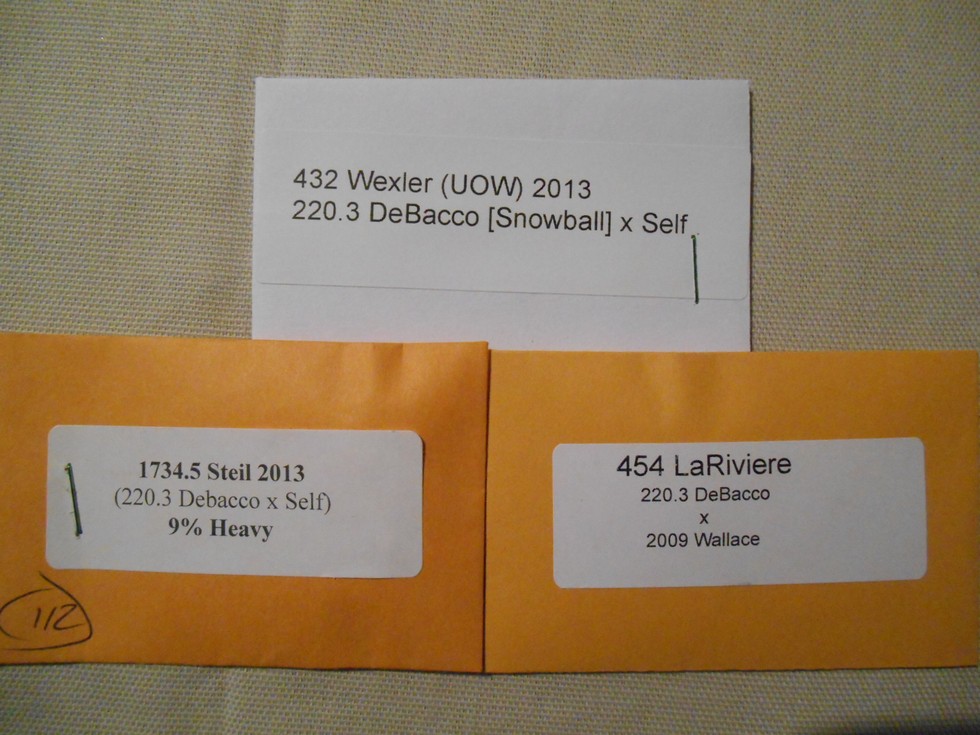 432 Wexler (UOW) 2013
220.3 DeBacco [Snowball] x Self
1734.5 Steil 2013
(220.3 Debacco x Self)
9% Heavy
112
454 LaRiviere
220.3 DeBacco
x
2009 Wallace